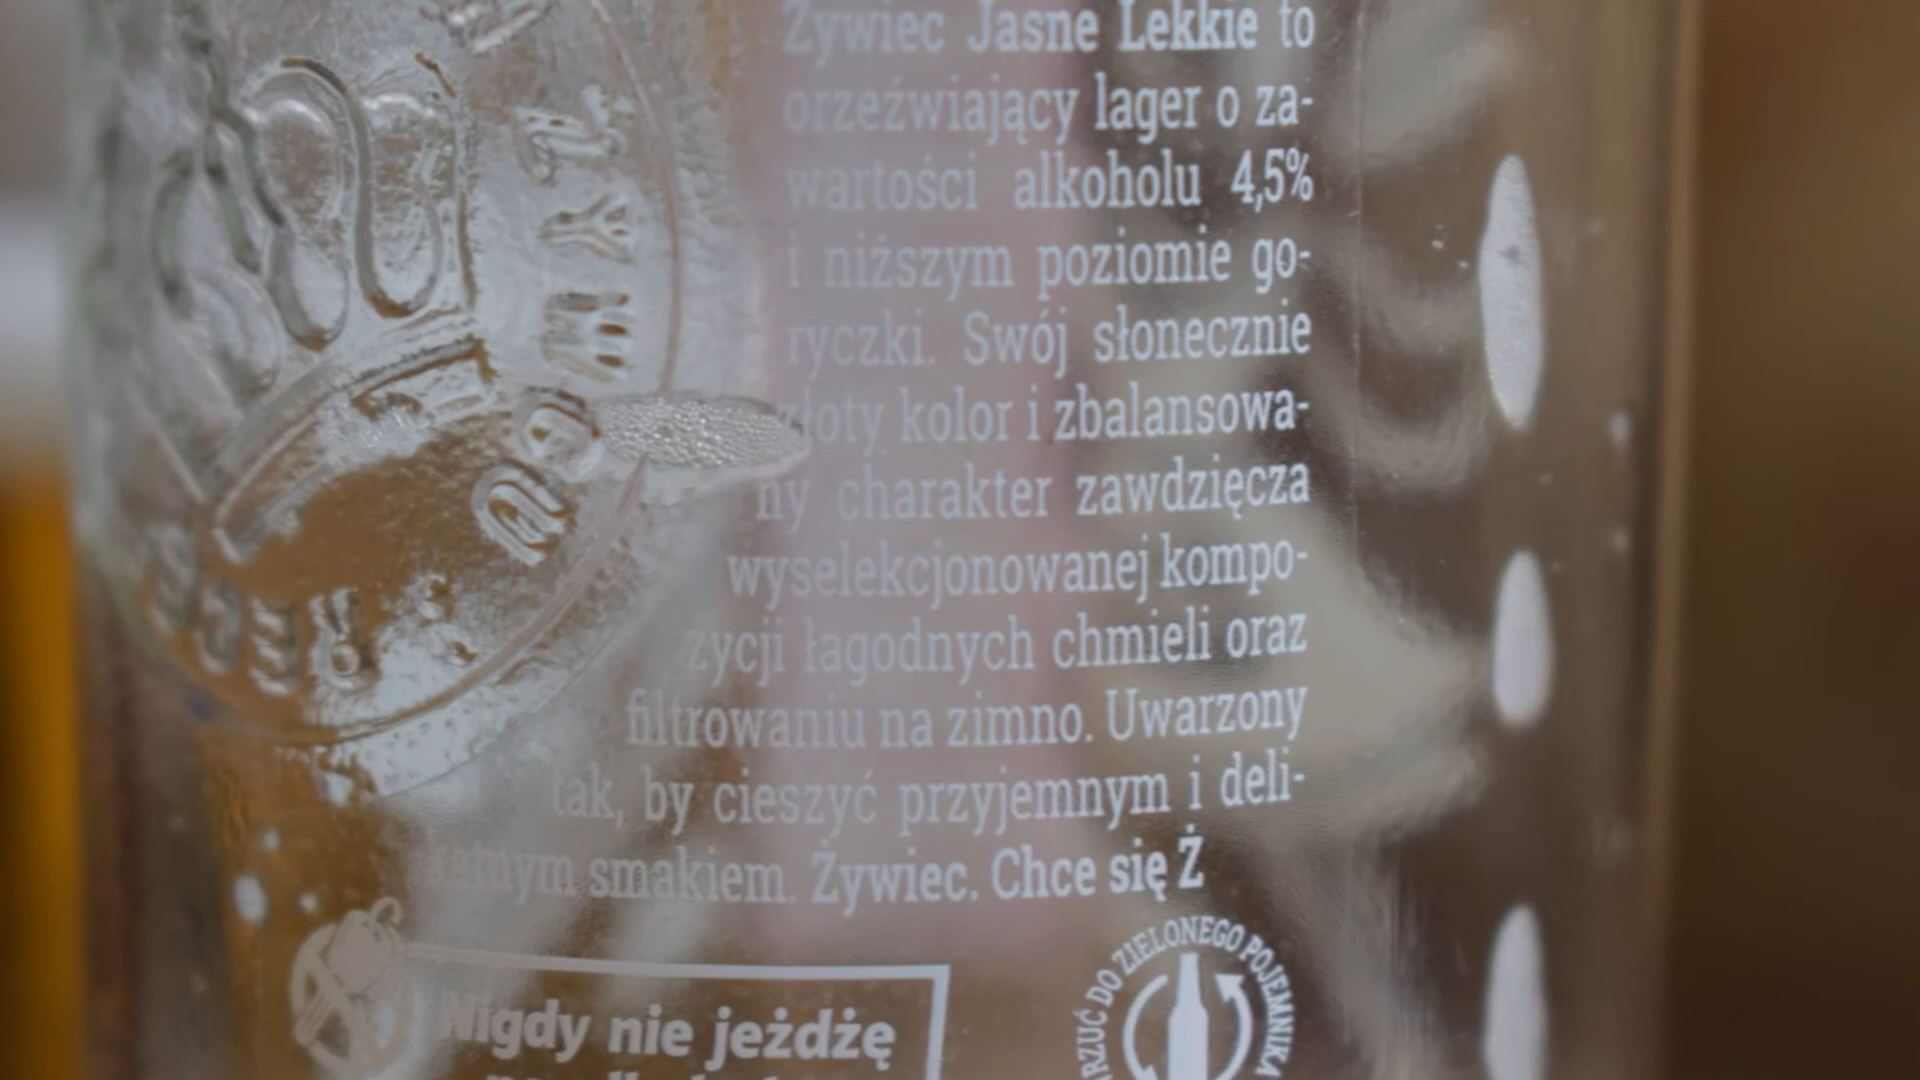 Żywiec Jasne Lekkie to
orzeźwiający lager o za-
wartości alkoholu 4,5%
i niższym poziomie go-
ryczki. Swój słonecznie
złoty kolor i zbalansowa-
ny charakter zawdzięcza
wyselekcjonowanej kompo-
zycji łagodnych chmieli oraz
filtrowaniu na zimno. Uwarzony
tak, by cieszyć przyjemnym i deli-
katnym smakiem. Żywiec. Chce się Ż
Nigdy nie jeżdżę
DO ZIELONEGO POJEMNIKA